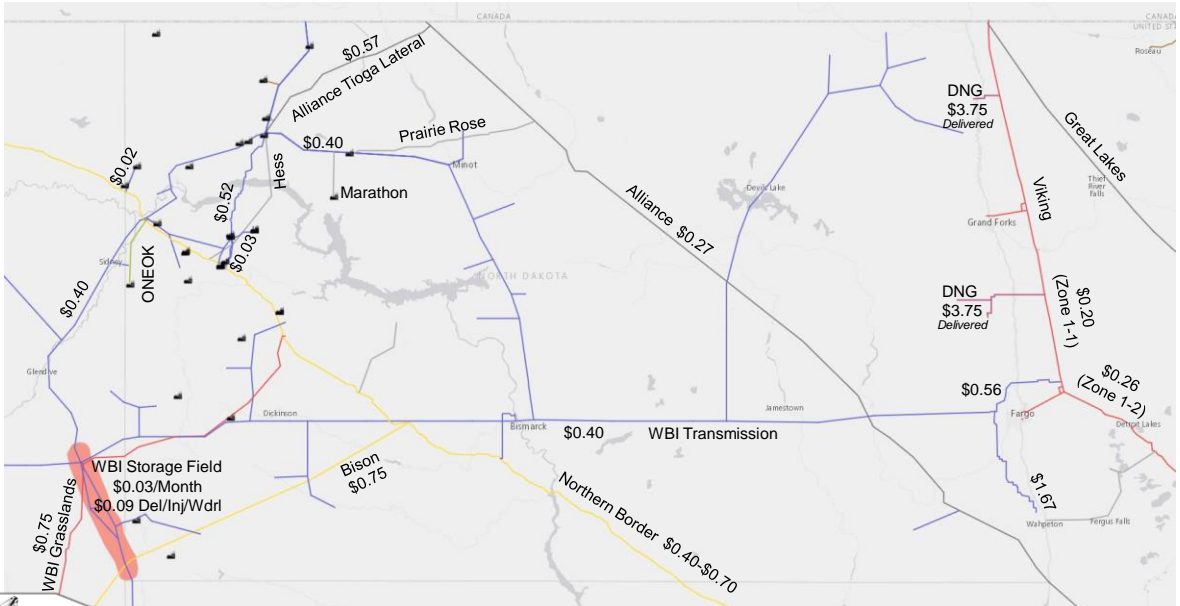 CANADA
CANADA
UNITED ST
Roseau
$0.57
Alliance Tioga Lateral
DNG
$3.75
Delivered
Great Lakes
Prairie Rose
$0.40
Minot
Hess
$0.02
$0.52
Marathon
Devils Lake
Thief
River
Falls
Viking
Grand Forks
Alliance $0.27
$0.03
Sidney
ONEOK
NORTH DAKOTA
$0.40
DNG
$3.75
Delivered
$0.20
(Zone 1-1)
Glendive
$0.26
(Zone 1-2)
$0.56
Dickinson
Jamestown
Fargo
Bismarck
$0.40
WBI Transmission
Detroit Lakes
WBI Storage Field
$0.03/Month
$0.09 Del/Inj/Wdrl
Bison
$0.75
Northern Border $0.40-$0.70
$1.67
Wahpeton
Fergus Falls
$0.75
WBI Grasslands